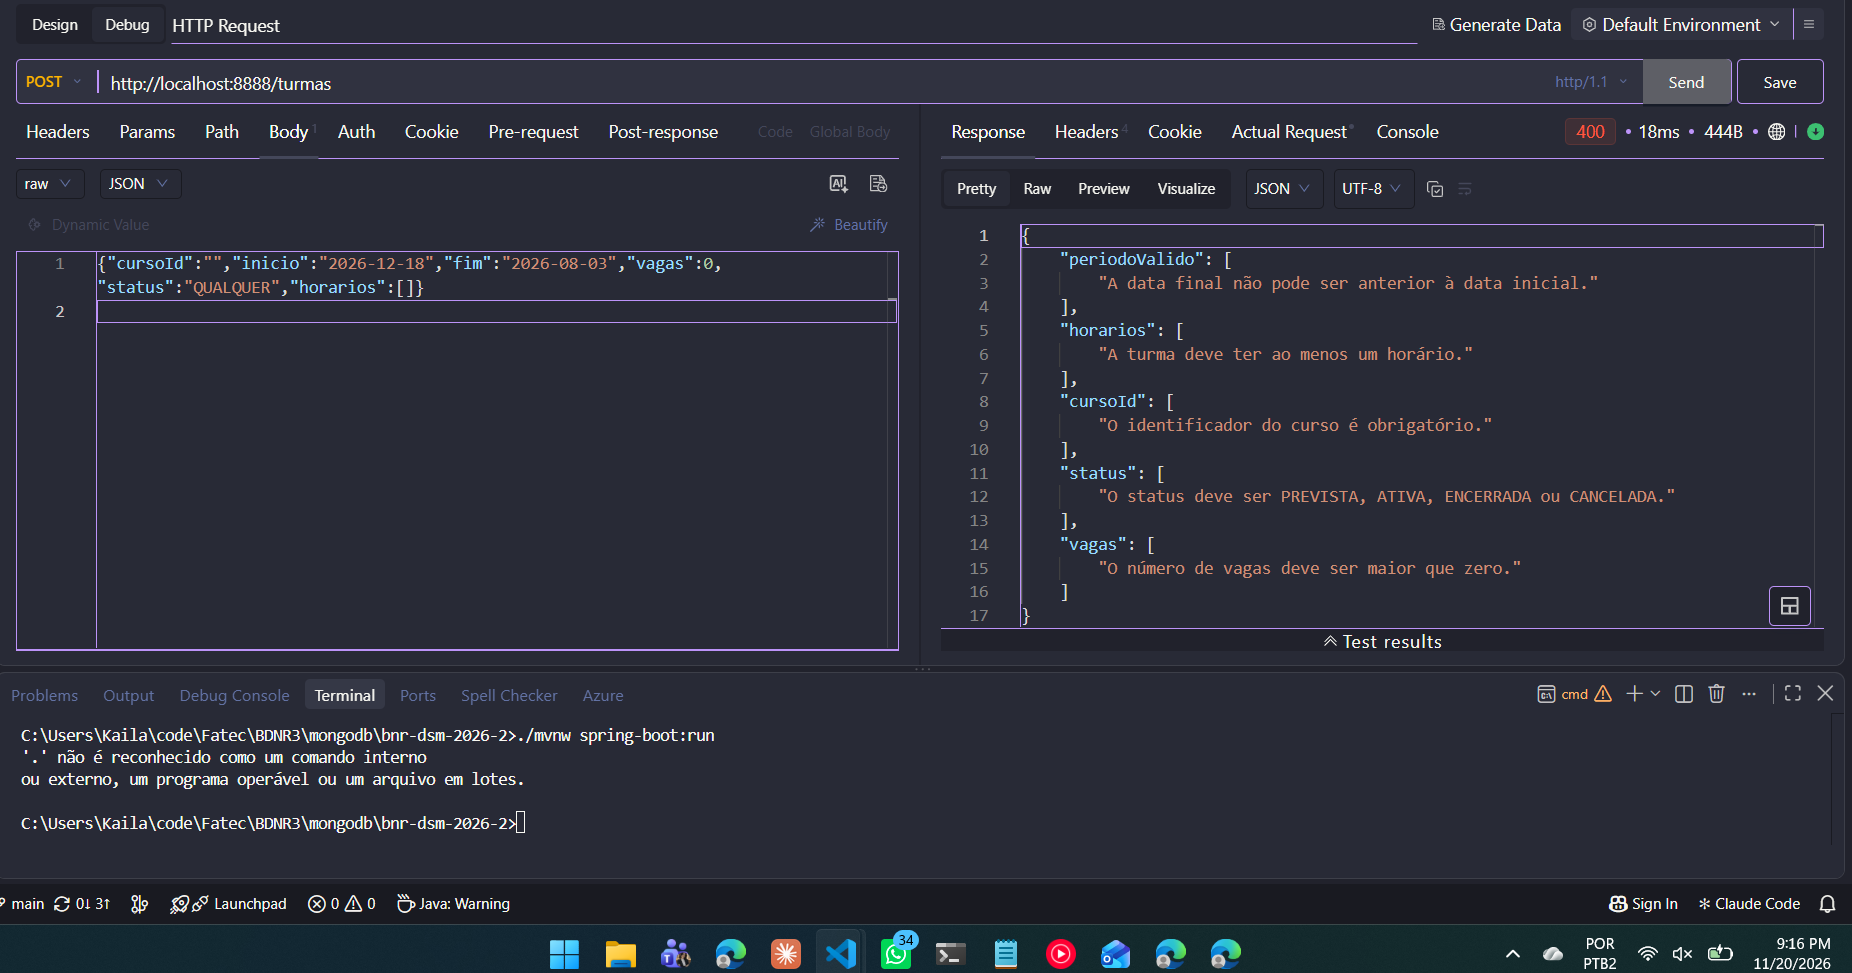 Design Debug HTTP Request Generate Data Default Environment
POST http://localhost:8888/turmas http/1.1 Send Save
Headers Params Path Body 1 Auth Cookie Pre-request Post-response Code Global Body
Response Headers 4 Cookie Actual Request Console 400 • 18ms • 444B •
raw JSON
Pretty Raw Preview Visualize JSON UTF-8
Dynamic Value Beautify
1 {"cursoId":"","inicio":"2026-12-18","fim":"2026-08-03","vagas":0,
"status":"QUALQUER","horarios":[]}
2
1 {
2 "periodoValido": [
3 "A data final não pode ser anterior à data inicial."
4 ],
5 "horarios": [
6 "A turma deve ter ao menos um horário."
7 ],
8 "cursoId": [
9 "O identificador do curso é obrigatório."
10 ],
11 "status": [
12 "O status deve ser PREVISTA, ATIVA, ENCERRADA ou CANCELADA."
13 ],
14 "vagas": [
15 "O número de vagas deve ser maior que zero."
16 ]
17 }
Test results
Problems Output Debug Console Terminal Ports Spell Checker Azure cmd
C:\Users\Kaila\code\Fatec\BDNR3\mongodb\bnr-dsm-2026-2>./mvnw spring-boot:run
'.' não é reconhecido como um comando interno
ou externo, um programa operável ou um arquivo em lotes.
C:\Users\Kaila\code\Fatec\BDNR3\mongodb\bnr-dsm-2026-2>
main 0↓ 3↑ Launchpad 0 0 Java: Warning Sign In Claude Code
34
POR
PTB2
9:16 PM
11/20/2026